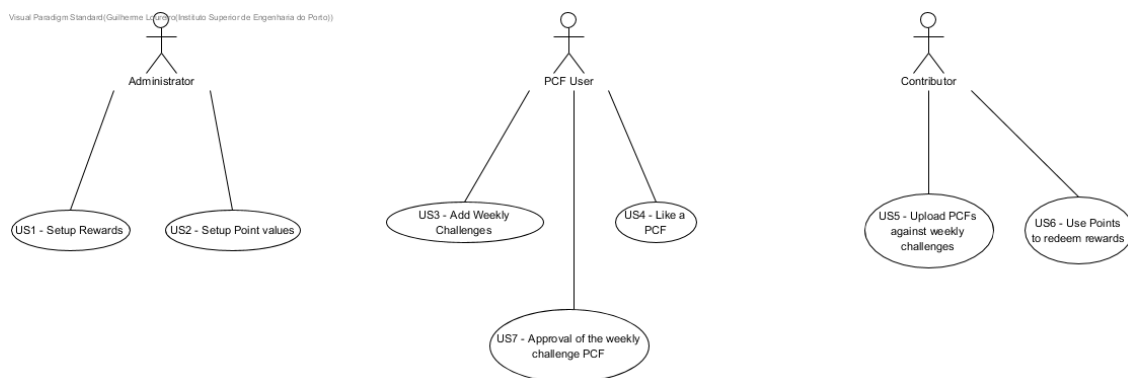 Visual Paradigm Standard(Guilherme Loureiro(Instituto Superior de Engenharia do Porto))
Administrator
PCF User
Contributor
US1 - Setup Rewards
US2 - Setup Point values
US3 - Add Weekly
Challenges
US4 - Like a
PCF
US5 - Upload PCFs
against weekly
challenges
US6 - Use Points
to redeem rewards
US7 - Approval of the weekly
challenge PCF